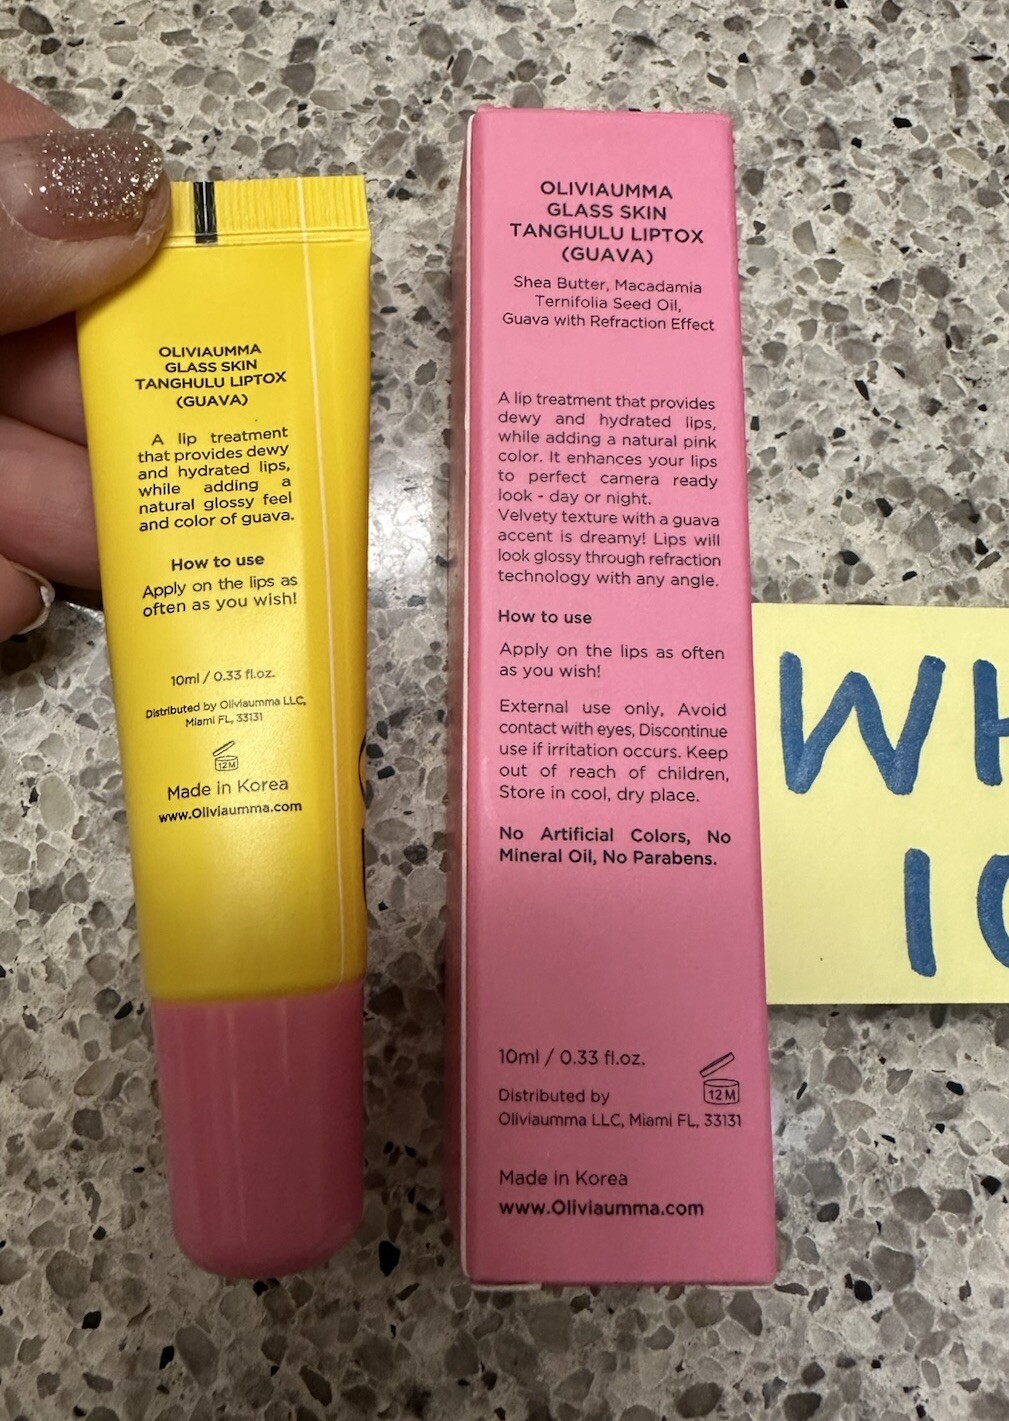 OLIVIAUMMA
GLASS SKIN
TANGHULU LIPTOX
(GUAVA)
A lip treatment
that provides dewy
and hydrated lips,
while adding a
natural glossy feel
and color of guava.
How to use
Apply on the lips as
often as you wish!
10ml / 0.33 fl.oz.
Distributed by Oliviaumma LLC,
Miami FL, 33131
12M
Made in Korea
www.Oliviaumma.com
OLIVIAUMMA
GLASS SKIN
TANGHULU LIPTOX
(GUAVA)
Shea Butter, Macadamia
Ternifolia Seed Oil,
Guava with Refraction Effect
A lip treatment that provides
dewy and hydrated lips,
while adding a natural pink
color. It enhances your lips
to perfect camera ready
look - day or night.
Velvety texture with a guava
accent is dreamy! Lips will
look glossy through refraction
technology with any angle.
How to use
Apply on the lips as often
as you wish!
External use only, Avoid
contact with eyes, Discontinue
use if irritation occurs. Keep
out of reach of children,
Store in cool, dry place.
No Artificial Colors, No
Mineral Oil, No Parabens.
10ml / 0.33 fl.oz.
12M
Distributed by
Oliviaumma LLC, Miami FL, 33131
Made in Korea
www.Oliviaumma.com
WH